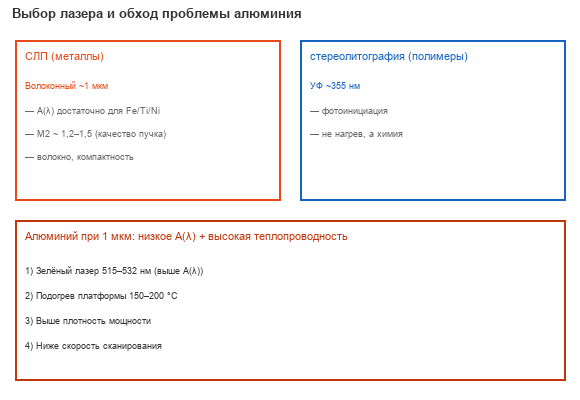 Выбор лазера и обход проблемы алюминия
СЛП (металлы)
Волоконный ~1 мкм
— A(λ) достаточно для Fe/Ti/Ni
— M2 ~ 1,2–1,5 (качество пучка)
— волокно, компактность
стереолитография (полимеры)
УФ ~355 нм
— фотоинициация
— не нагрев, а химия
Алюминий при 1 мкм: низкое A(λ) + высокая теплопроводность
1) Зелёный лазер 515–532 нм (выше A(λ))
2) Подогрев платформы 150–200 °C
3) Выше плотность мощности
4) Ниже скорость сканирования